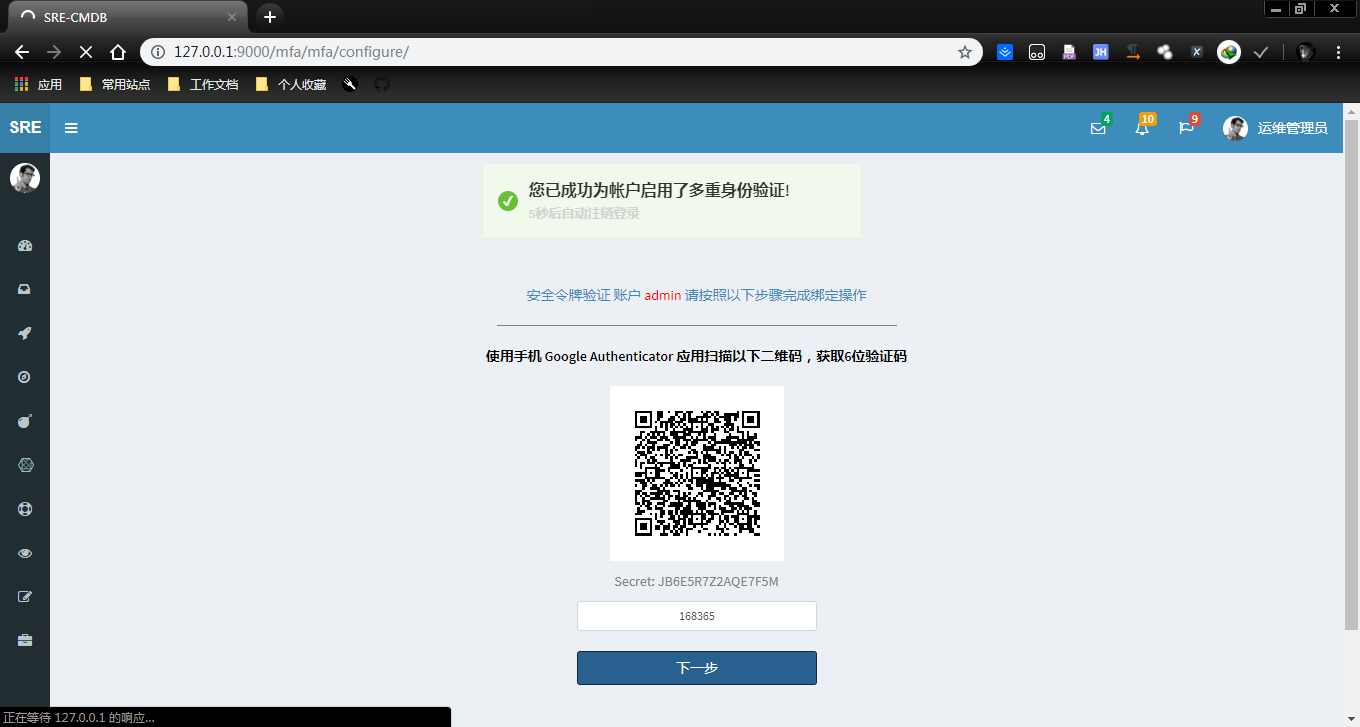 SRE-CMDB
127.0.0.1:9000/mfa/mfa/configure/
PDF
JH
X
应用
常用站点
工作文档
个人收藏
SRE
4
10
9
运维管理员
您已成功为帐户启用了多重身份验证!
5秒后自动注销登录
安全令牌验证 账户 admin 请按照以下步骤完成绑定操作
使用手机 Google Authenticator 应用扫描以下二维码，获取6位验证码
Secret: JB6E5R7Z2AQE7F5M
168365
下一步
正在等待 127.0.0.1 的响应...